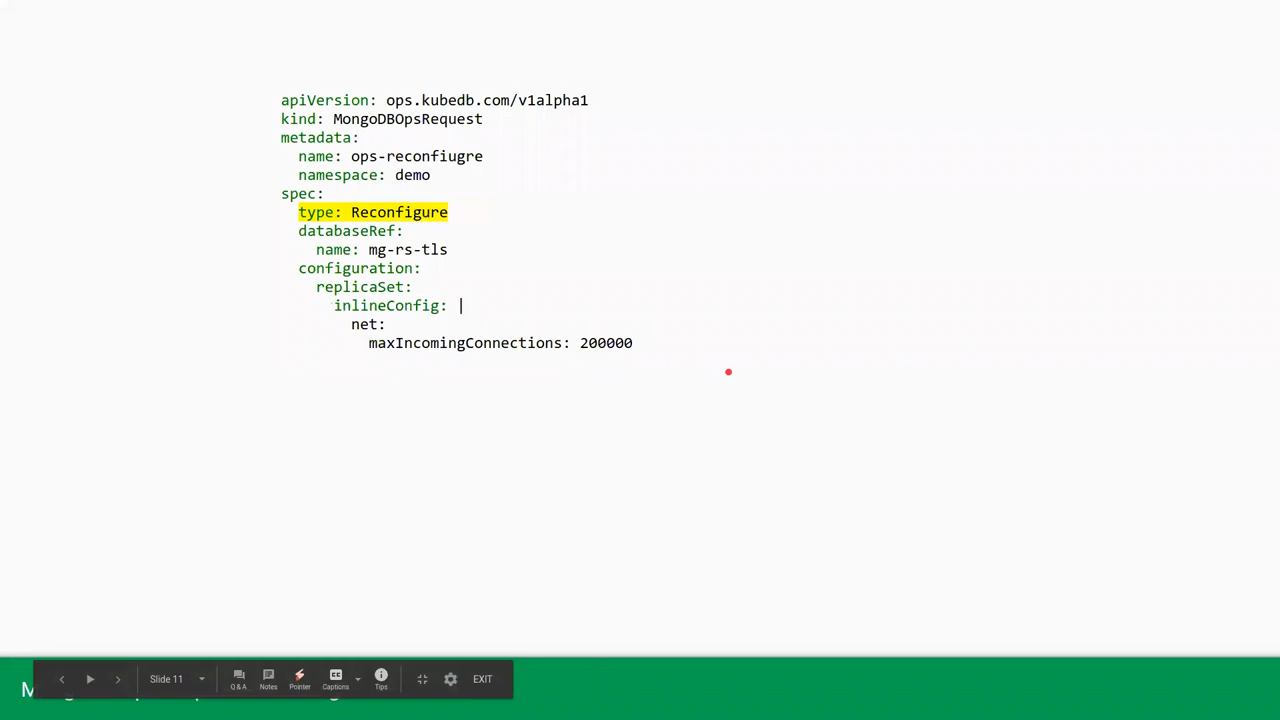 apiVersion: ops.kubedb.com/v1alpha1
kind: MongoDBOpsRequest
metadata:
  name: ops-reconfiugre
  namespace: demo
spec:
  type: Reconfigure
  databaseRef:
    name: mg-rs-tls
  configuration:
    replicaSet:
      inlineConfig: |
        net:
          maxIncomingConnections: 200000
Slide 11
Q & A
Notes
Pointer
CC
Captions
Tips
EXIT